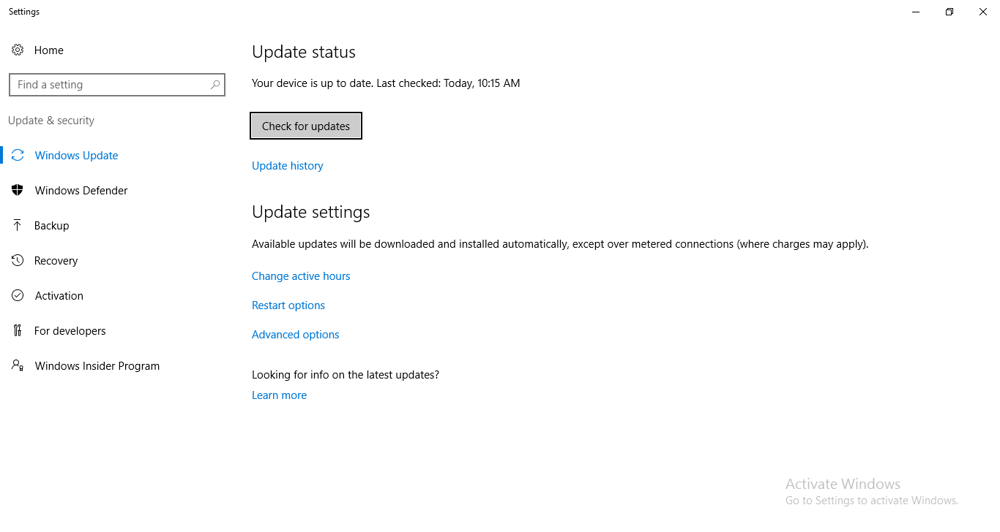 Settings
Home
Find a setting
Update & security
Windows Update
Windows Defender
Backup
Recovery
Activation
For developers
Windows Insider Program
Update status
Your device is up to date. Last checked: Today, 10:15 AM
Check for updates
Update history
Update settings
Available updates will be downloaded and installed automatically, except over metered connections (where charges may apply).
Change active hours
Restart options
Advanced options
Looking for info on the latest updates?
Learn more
Activate Windows
Go to Settings to activate Windows.